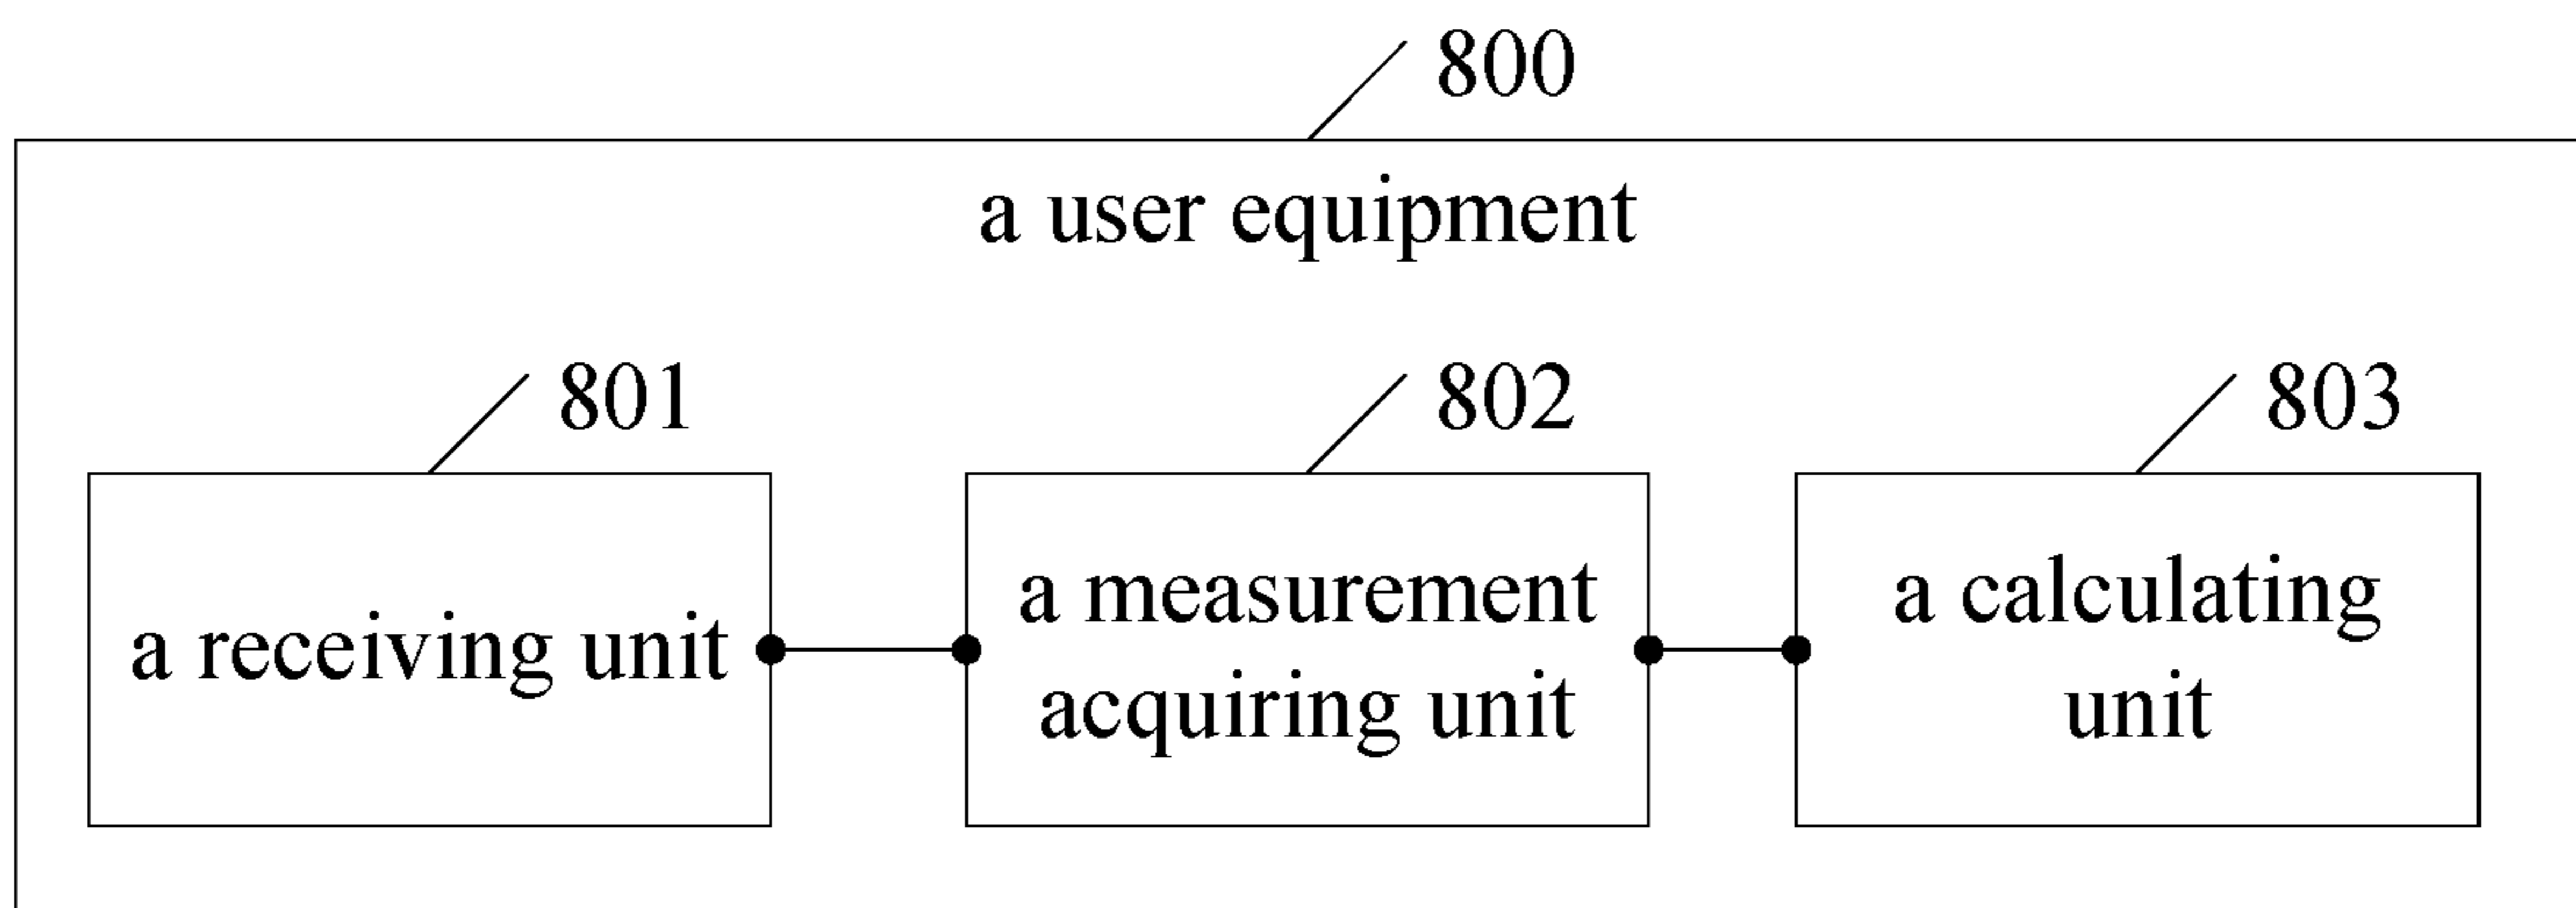 800
a user equipment
801
802
803
a receiving unit
a measurement
acquiring unit
a calculating
unit